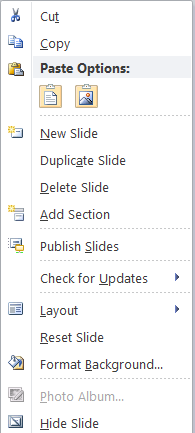 Cut
Copy
Paste Options:
New Slide
Duplicate Slide
Delete Slide
Add Section
Publish Slides
Check for Updates
Layout
Reset Slide
Format Background...
Photo Album...
Hide Slide